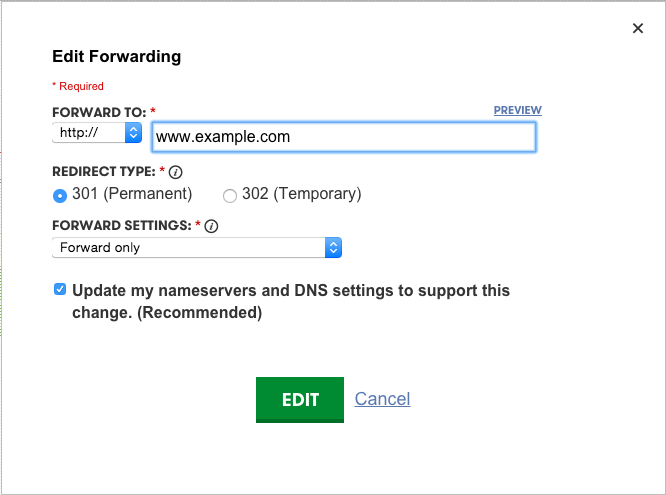 Edit Forwarding
* Required
FORWARD TO: *
PREVIEW
http://
www.example.com
REDIRECT TYPE: * i
301 (Permanent) 302 (Temporary)
FORWARD SETTINGS: * i
Forward only
Update my nameservers and DNS settings to support this
change. (Recommended)
EDIT Cancel